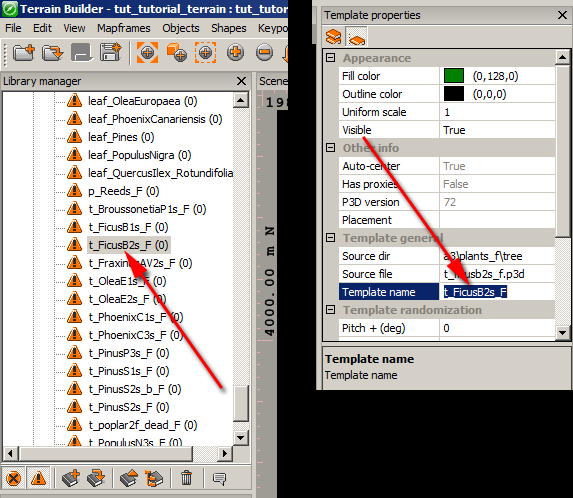 Terrain Builder - tut_tutorial_terrain : tut_tuto
File Edit View Mapframes Objects Shapes Keypo
Library manager
Scene
leaf_OleaEuropaea (0)
leaf_PhoenixCanariensis (0)
leaf_Pines (0)
leaf_PopulusNigra (0)
leaf_QuercusIlex_Rotundifolia
p_Reeds_F (0)
t_BroussonetiaP1s_F (0)
t_FicusB1s_F (0)
t_FicusB2s_F (0)
t_OleaE1s_F (0)
t_OleaE2s_F (0)
t_PhoenixC1s_F (0)
t_PhoenixC3s_F (0)
t_PinusP3s_F (0)
t_PinusS1s_F (0)
t_PinusS2s_b_F (0)
t_PinusS2s_F (0)
t_poplar2f_dead_F (0)
t_PopulusN3s_F (0)
198
4000.00 m N
Template properties
Appearance
Fill color (0,128,0)
Outline color (0,0,0)
Uniform scale 1
Visible True
Other info
Auto-center True
Has proxies False
P3D version 72
Placement
Template general
Source dir a3\plants_f\tree
Source file t_ficusb2s_f.p3d
Template name t_FicusB2s_F
Template randomization
Pitch + (deg) 0
Template name
Template name